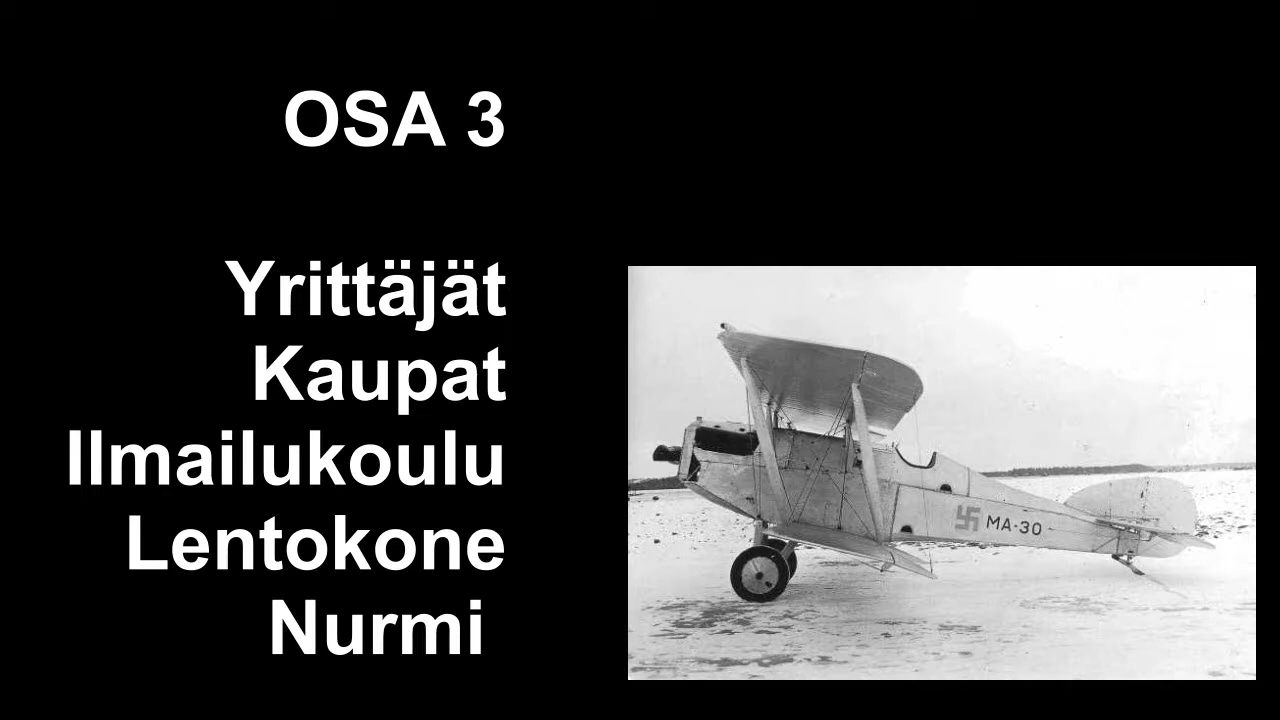 OSA 3
Yrittäjät
Kaupat
Ilmailukoulu
Lentokone
Nurmi
MA-30